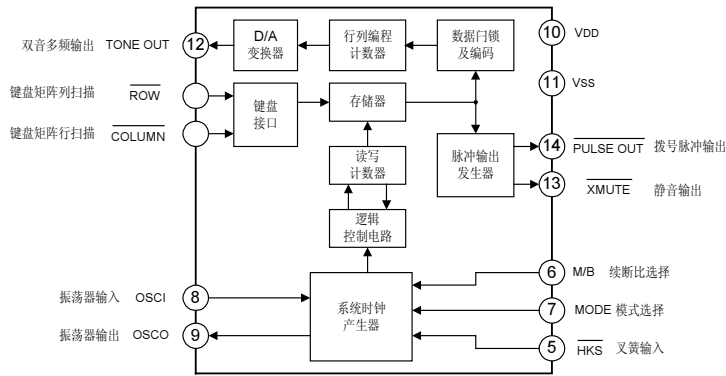 双音多频输出 TONE OUT 12
D/A
变换器
行列编程
计数器
数据闩锁
及编码
10 VDD
11 Vss
键盘矩阵列扫描 ROW
键盘矩阵行扫描 COLUMN
键盘
接口
存储器
读写
计数器
逻辑
控制电路
脉冲输出
发生器
14 PULSE OUT 拨号脉冲输出
13 XMUTE 静音输出
振荡器输入 OSCI 8
振荡器输出 OSCO 9
系统时钟
产生器
6 M/B 续断比选择
7 MODE 模式选择
5 HKS 叉簧输入